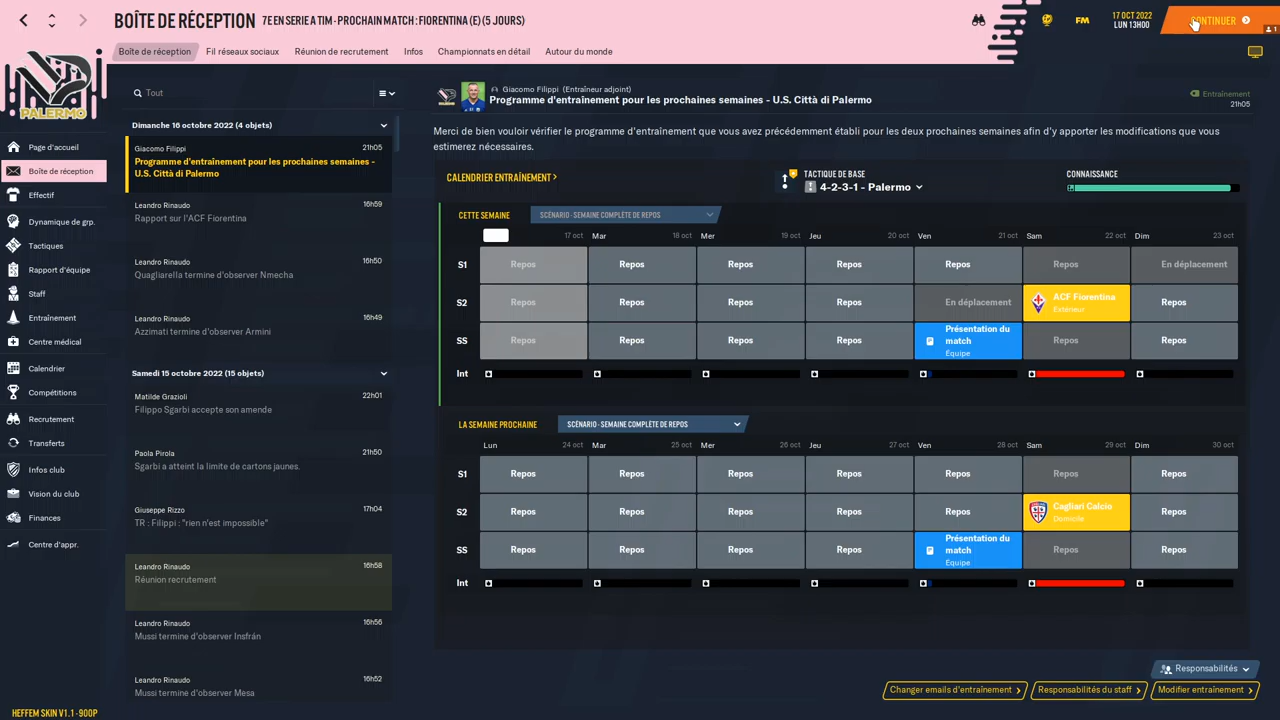 BOÎTE DE RÉCEPTION 7E EN SERIE A TIM - PROCHAIN MATCH : FIORENTINA (E) (5 JOURS)
FM
17 OCT 2022
LUN 13H00
CONTINUER
1
Boîte de réception Fil réseaux sociaux Réunion de recrutement Infos Championnats en détail Autour du monde
PALERMO
Page d'accueil
Boîte de réception
Effectif
Dynamique de grp.
Tactiques
Rapport d'équipe
Staff
Entraînement
Centre médical
Calendrier
Compétitions
Recrutement
Transferts
Infos club
Vision du club
Finances
Centre d'appr.
HEFFEM SKIN V1.1 - 900P
Tout
Dimanche 16 octobre 2022 (4 objets)
Giacomo Filippi 21h05
Programme d'entraînement pour les prochaines semaines -
U.S. Città di Palermo
Leandro Rinaudo 16h59
Rapport sur l'ACF Fiorentina
Leandro Rinaudo 16h50
Quagliarella termine d'observer Nmecha
Leandro Rinaudo 16h49
Azzimati termine d'observer Armini
Samedi 15 octobre 2022 (15 objets)
Matilde Grazioli 22h01
Filippo Sgarbi accepte son amende
Paola Pirola 21h50
Sgarbi a atteint la limite de cartons jaunes.
Giuseppe Rizzo 17h04
TR : Filippi : "rien n'est impossible"
Leandro Rinaudo 16h58
Réunion recrutement
Leandro Rinaudo 16h56
Mussi termine d'observer Insfrán
Leandro Rinaudo 16h52
Mussi termine d'observer Mesa
Giacomo Filippi (Entraîneur adjoint)
Programme d'entraînement pour les prochaines semaines - U.S. Città di Palermo
Entraînement
21h05
Merci de bien vouloir vérifier le programme d'entraînement que vous avez précédemment établi pour les deux prochaines semaines afin d'y apporter les modifications que vous
estimerez nécessaires.
CALENDRIER ENTRAÎNEMENT >
TACTIQUE DE BASE
4-2-3-1 - Palermo
CONNAISSANCE
CETTE SEMAINE SCÉNARIO - SEMAINE COMPLÈTE DE REPOS
17 oct Mar 18 oct Mer 19 oct Jeu 20 oct Ven 21 oct Sam 22 oct Dim 23 oct
S1 Repos Repos Repos Repos Repos Repos En déplacement
S2 Repos Repos Repos Repos En déplacement ACF Fiorentina Extérieur Repos
SS Repos Repos Repos Repos Présentation du match Équipe Repos Repos
Int
LA SEMAINE PROCHAINE SCÉNARIO - SEMAINE COMPLÈTE DE REPOS
Lun 24 oct Mar 25 oct Mer 26 oct Jeu 27 oct Ven 28 oct Sam 29 oct Dim 30 oct
S1 Repos Repos Repos Repos Repos Repos Repos
S2 Repos Repos Repos Repos Repos Cagliari Calcio Domicile Repos
SS Repos Repos Repos Repos Présentation du match Équipe Repos Repos
Int
Responsabilités
Changer emails d'entraînement > Responsabilités du staff > Modifier entraînement >